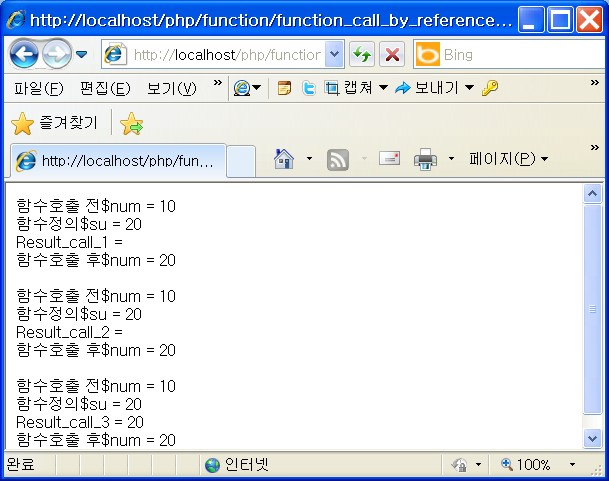 http://localhost/php/function/function_call_by_reference...
http://localhost/php/function
Bing
파일(F) 편집(E) 보기(V) » 캡쳐 보내기 »
즐겨찾기
http://localhost/php/fun... 페이지(P) »
함수호출 전$num = 10
함수정의$su = 20
Result_call_1 =
함수호출 후$num = 20
함수호출 전$num = 10
함수정의$su = 20
Result_call_2 =
함수호출 후$num = 20
함수호출 전$num = 10
함수정의$su = 20
Result_call_3 = 20
함수호출 후$num = 20
완료 인터넷 100%